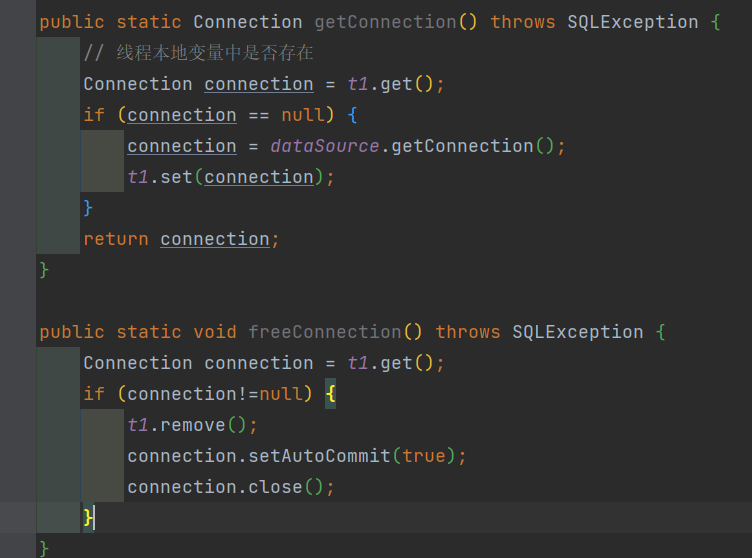 public static Connection getConnection() throws SQLException {
// 线程本地变量中是否存在
Connection connection = t1.get();
if (connection == null) {
connection = dataSource.getConnection();
t1.set(connection);
}
return connection;
}
public static void freeConnection() throws SQLException {
Connection connection = t1.get();
if (connection!=null) {
t1.remove();
connection.setAutoCommit(true);
connection.close();
}
}